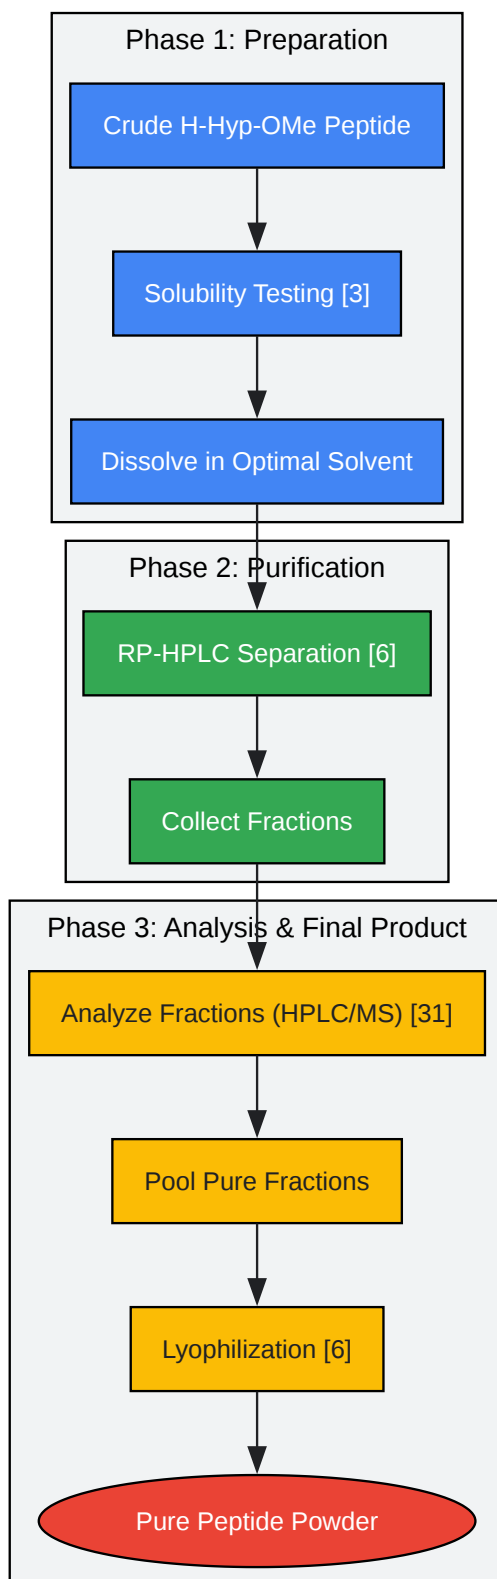 Phase 1: Preparation
Crude H-Hyp-OMe Peptide
Solubility Testing [3]
Dissolve in Optimal Solvent
Phase 2: Purification
RP-HPLC Separation [6]
Collect Fractions
Phase 3: Analysis & Final Product
Analyze Fractions (HPLC/MS) [31]
Pool Pure Fractions
Lyophilization [6]
Pure Peptide Powder